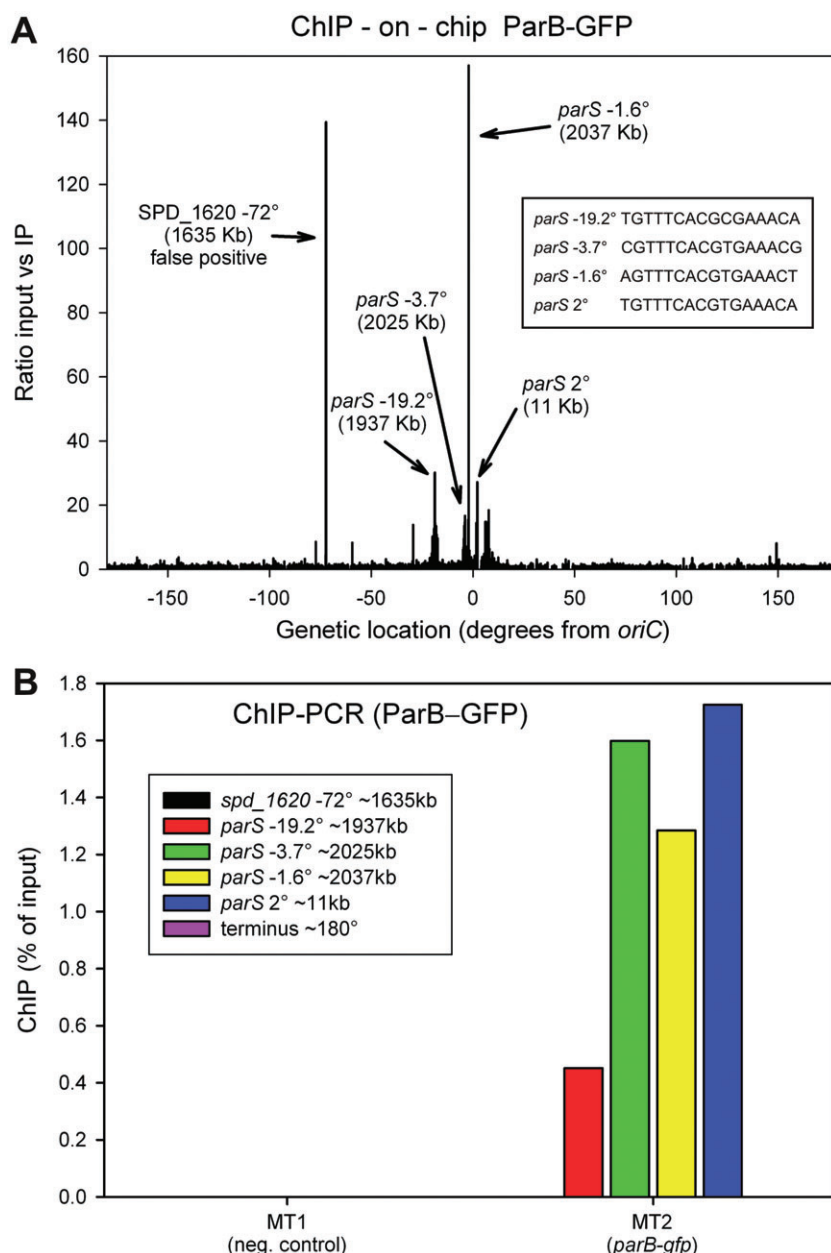 A
ChIP - on - chip ParB-GFP
160
140
120
100
80
60
40
20
0
Ratio input vs IP
parS -1.6°
(2037 Kb)
SPD_1620 -72°
(1635 Kb)
false positive
parS -3.7°
(2025 Kb)
parS -19.2°
(1937 Kb)
parS 2°
(11 Kb)
parS -19.2° TGTTTCACGCGAAACA
parS -3.7° CGTTTCACGTGAAACG
parS -1.6° AGTTTCACGTGAAACT
parS 2° TGTTTCACGTGAAACA
-150 -100 -50 0 50 100 150
Genetic location (degrees from oriC)
B
ChIP-PCR (ParB–GFP)
1.8
1.6
1.4
1.2
1.0
0.8
0.6
0.4
0.2
0.0
ChIP (% of input)
spd_1620 -72° ~1635kb
parS -19.2° ~1937kb
parS -3.7° ~2025kb
parS -1.6° ~2037kb
parS 2° ~11kb
terminus ~180°
MT1 MT2
(neg. control) (parB-gfp)